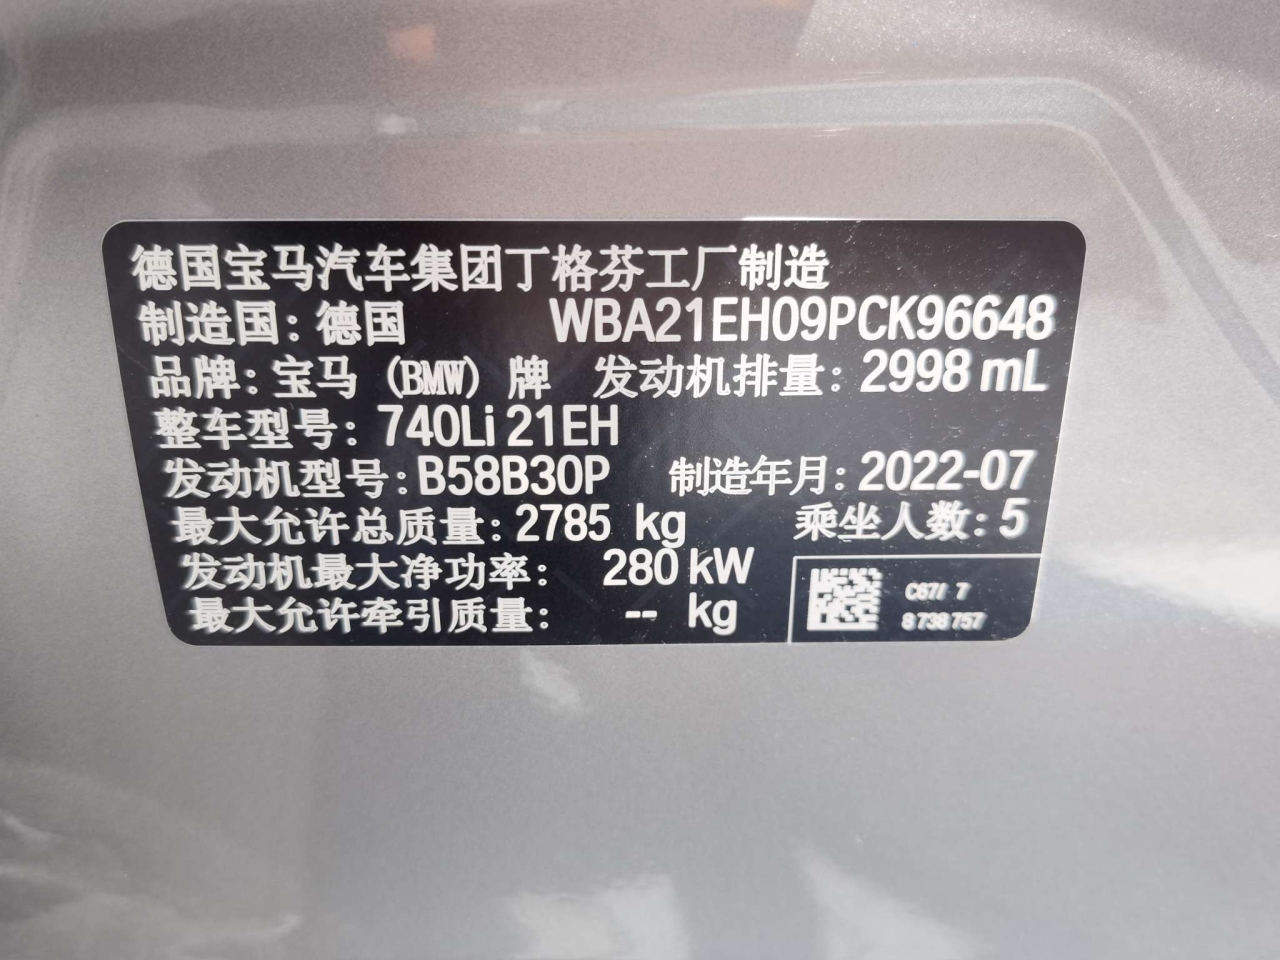 德国宝马汽车集团丁格芬工厂制造
制造国：德国 WBA21EH09PCK96648
品牌：宝马（BMW）牌 发动机排量：2998 mL
整车型号：740Li 21EH
发动机型号：B58B30P 制造年月：2022-07
最大允许总质量：2785 kg 乘坐人数：5
发动机最大净功率： 280 kW
最大允许牵引质量： -- kg
C67/ 7
8738757